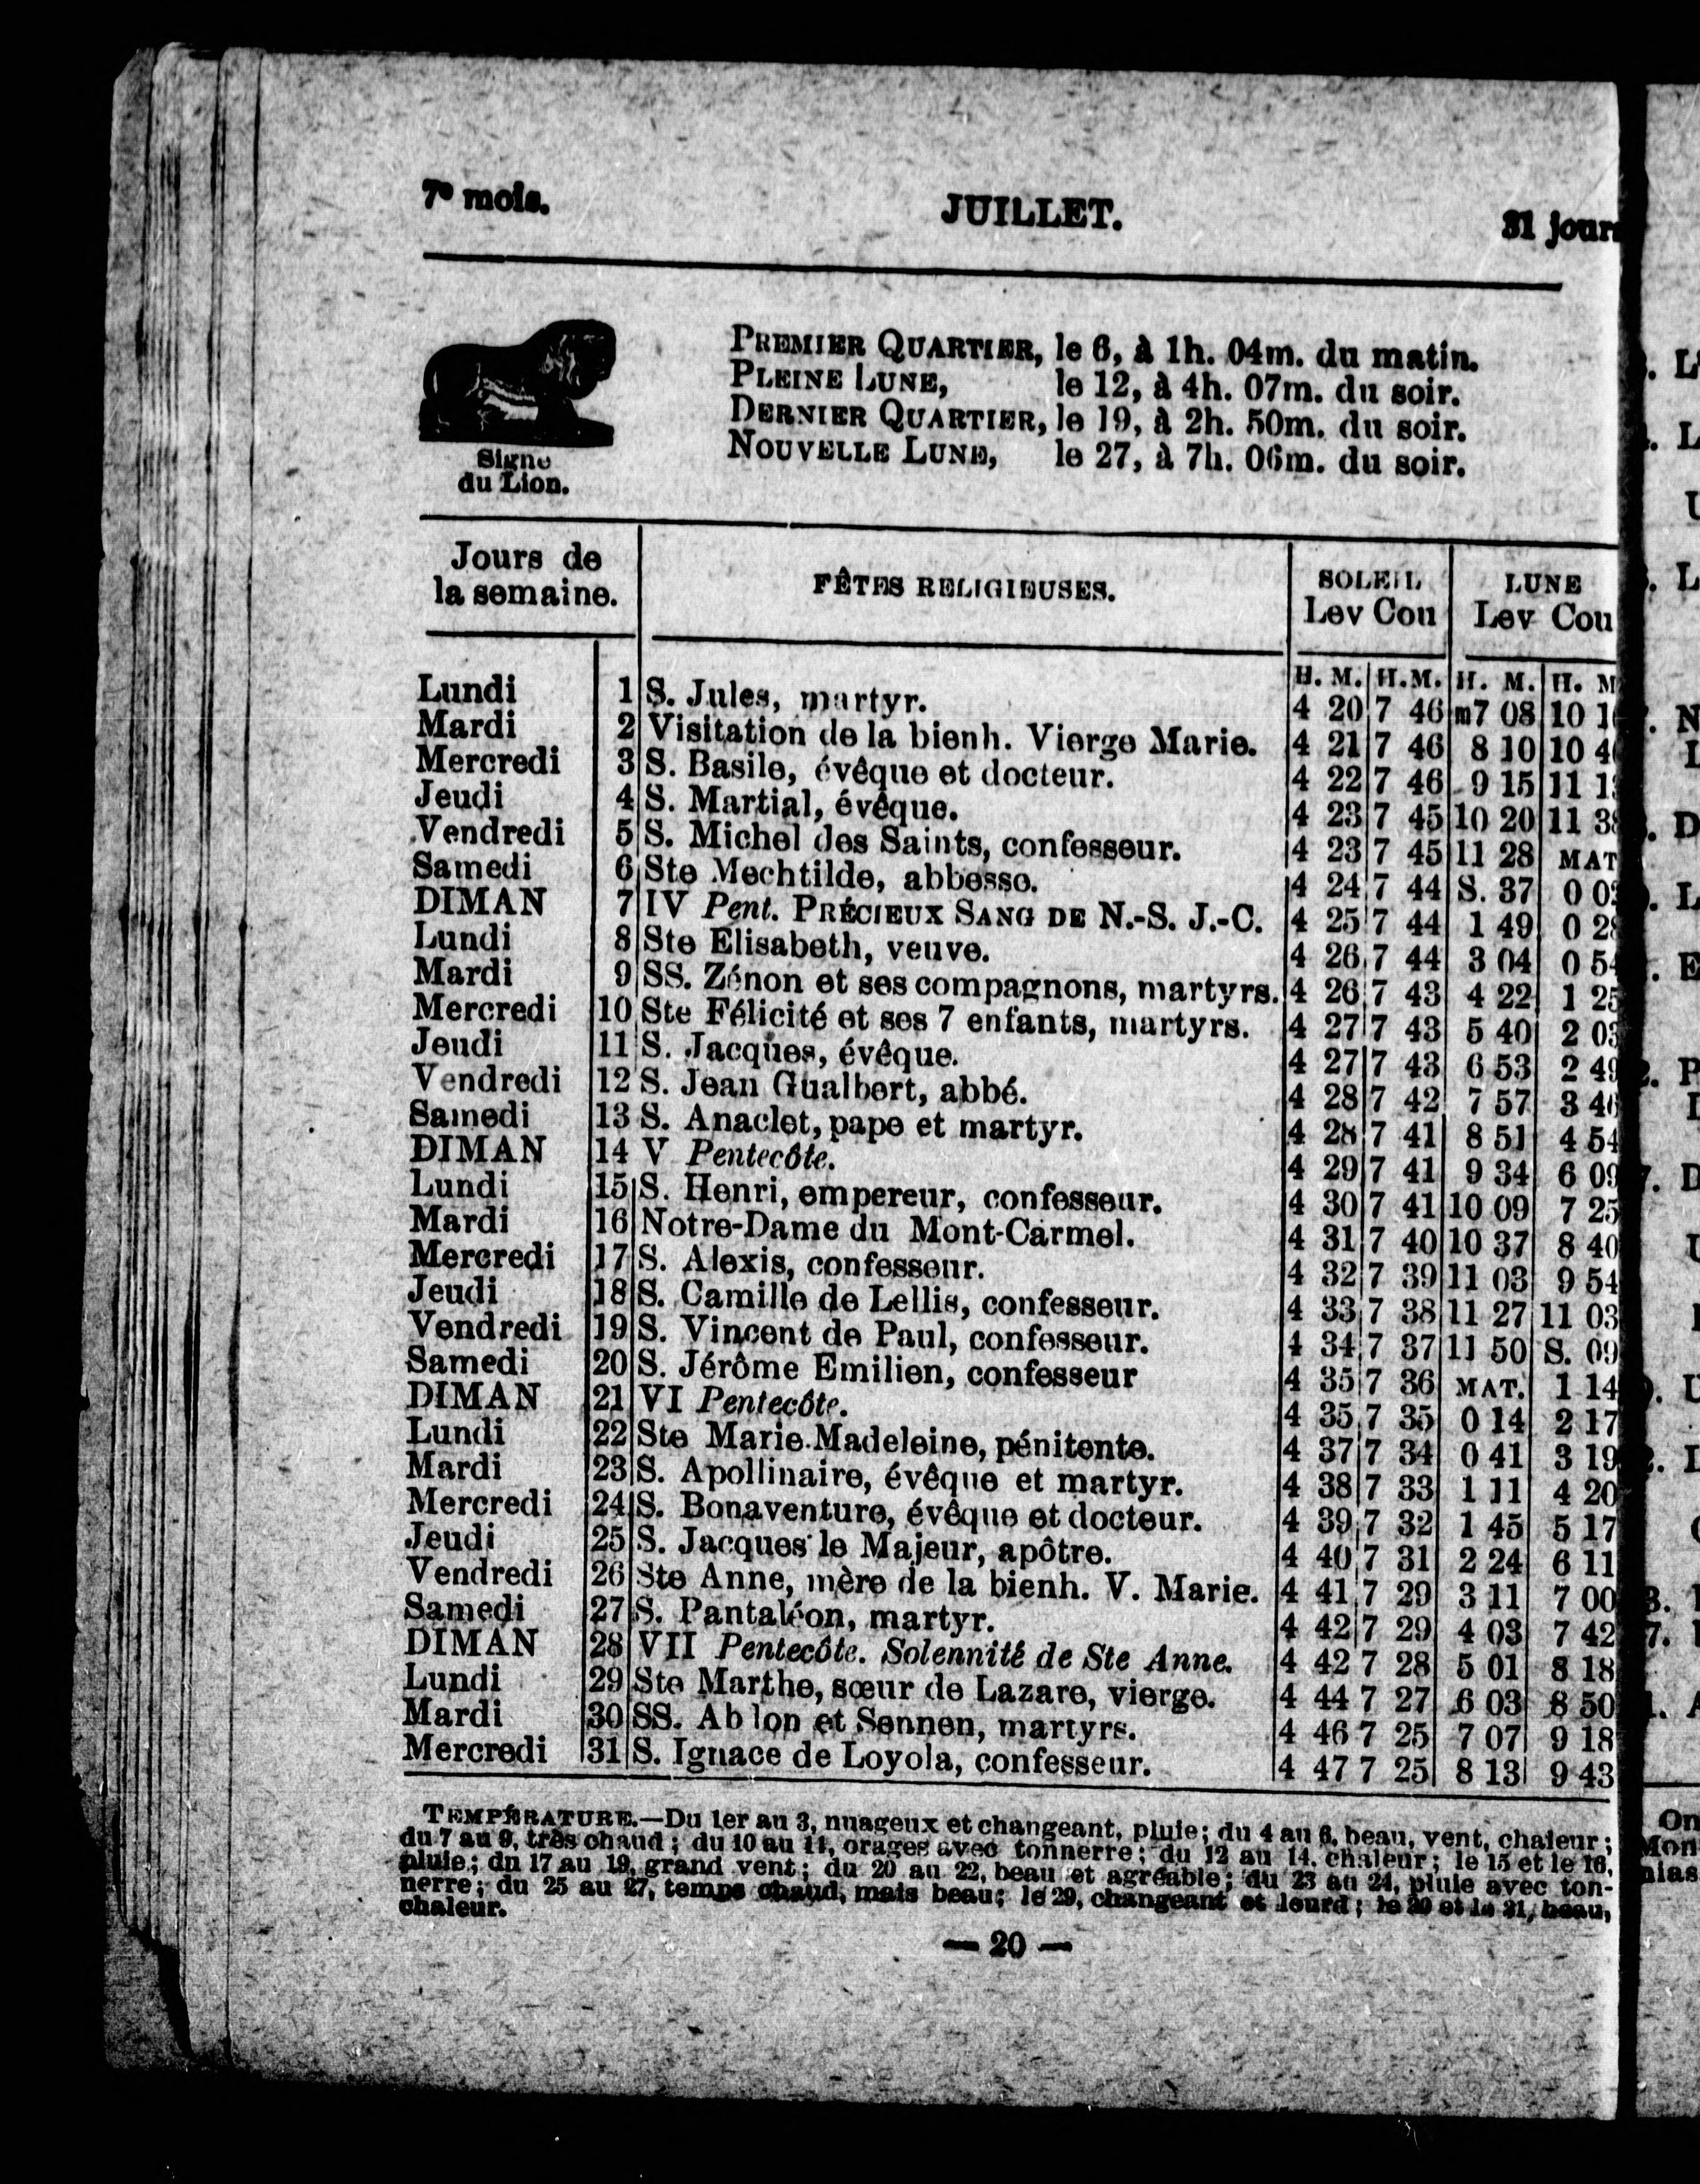 7e mois. JUILLET. 31 jours
PREMIER QUARTIER, le 6, à 1h. 04m. du matin.
PLEINE LUNE, le 12, à 4h. 07m. du soir.
DERNIER QUARTIER, le 19, à 2h. 50m. du soir.
NOUVELLE LUNE, le 27, à 7h. 06m. du soir.
Signe
du Lion.
Jours de la semaine. FÊTES RELIGIEUSES. SOLEIL Lev Cou LUNE Lev Cou
H. M. H. M. H. M. H. M
Lundi 1 S. Jules, martyr. 4 20 7 46 m7 08 10
Mardi 2 Visitation de la bienh. Vierge Marie. 4 21 7 46 8 10 10
Mercredi 3 S. Basile, évêque et docteur. 4 22 7 46 9 15 11
Jeudi 4 S. Martial, évêque. 4 23 7 45 10 20 11
Vendredi 5 S. Michel des Saints, confesseur. 4 23 7 45 11 28 MAT
Samedi 6 Ste Mechtilde, abbesse. 4 24 7 44 S. 37 0
DIMAN 7 IV Pent. PRÉCIEUX SANG DE N.-S. J.-C. 4 25 7 44 1 49 0
Lundi 8 Ste Élisabeth, veuve. 4 26 7 44 3 04 0
Mardi 9 SS. Zénon et ses compagnons, martyrs. 4 26 7 43 4 22 1 25
Mercredi 10 Ste Félicité et ses 7 enfants, martyrs. 4 27 7 43 5 40 2 03
Jeudi 11 S. Jacques, évêque. 4 27 7 43 6 53 2 49
Vendredi 12 S. Jean Gualbert, abbé. 4 28 7 42 7 57 3
Samedi 13 S. Anaclet, pape et martyr. 4 28 7 41 8 51 4 54
DIMAN 14 V Pentecôte. 4 29 7 41 9 34 6 09
Lundi 15 S. Henri, empereur, confesseur. 4 30 7 41 10 09 7 25
Mardi 16 Notre-Dame du Mont-Carmel. 4 31 7 40 10 37 8 40
Mercredi 17 S. Alexis, confesseur. 4 32 7 39 11 03 9 54
Jeudi 18 S. Camille de Lellis, confesseur. 4 33 7 38 11 27 11 03
Vendredi 19 S. Vincent de Paul, confesseur. 4 34 7 37 11 50 S. 09
Samedi 20 S. Jérôme Emilien, confesseur 4 35 7 36 MAT. 1 14
DIMAN 21 VI Pentecôte. 4 35 7 35 0 14 2 17
Lundi 22 Ste Marie.Madeleine, pénitente. 4 37 7 34 0 41 3 19
Mardi 23 S. Apollinaire, évêque et martyr. 4 38 7 33 1 11 4 20
Mercredi 24 S. Bonaventure, évêque et docteur. 4 39 7 32 1 45 5 17
Jeudi 25 S. Jacques le Majeur, apôtre. 4 40 7 31 2 24 6 11
Vendredi 26 Ste Anne, mère de la bienh. V. Marie. 4 41 7 29 3 11 7 00
Samedi 27 S. Pantaléon, martyr. 4 42 7 29 4 03 7 42
DIMAN 28 VII Pentecôte. Solennité de Ste Anne. 4 42 7 28 5 01 8 18
Lundi 29 Ste Marthe, sœur de Lazare, vierge. 4 44 7 27 6 03 8 50
Mardi 30 SS. Ab lon et Sennen, martyrs. 4 46 7 25 7 07 9 18
Mercredi 31 S. Ignace de Loyola, confesseur. 4 47 7 25 8 13 9 43
TEMPÉRATURE.—Du 1er au 3, nuageux et changeant, pluie; du 4 au 6, beau, vent, chaleur;
du 7 au 9, très chaud; du 10 au 11, orages avec tonnerre; du 12 au 14, chaleur; le 15 et le 16,
pluie; du 17 au 19, grand vent; du 20 au 22, beau et agréable; du 23 au 24, pluie avec ton-
nerre; du 25 au 27, temps chaud, mais beau; le 29, changeant et lourd; le 30 et le 31, beau,
chaleur.
— 20 —